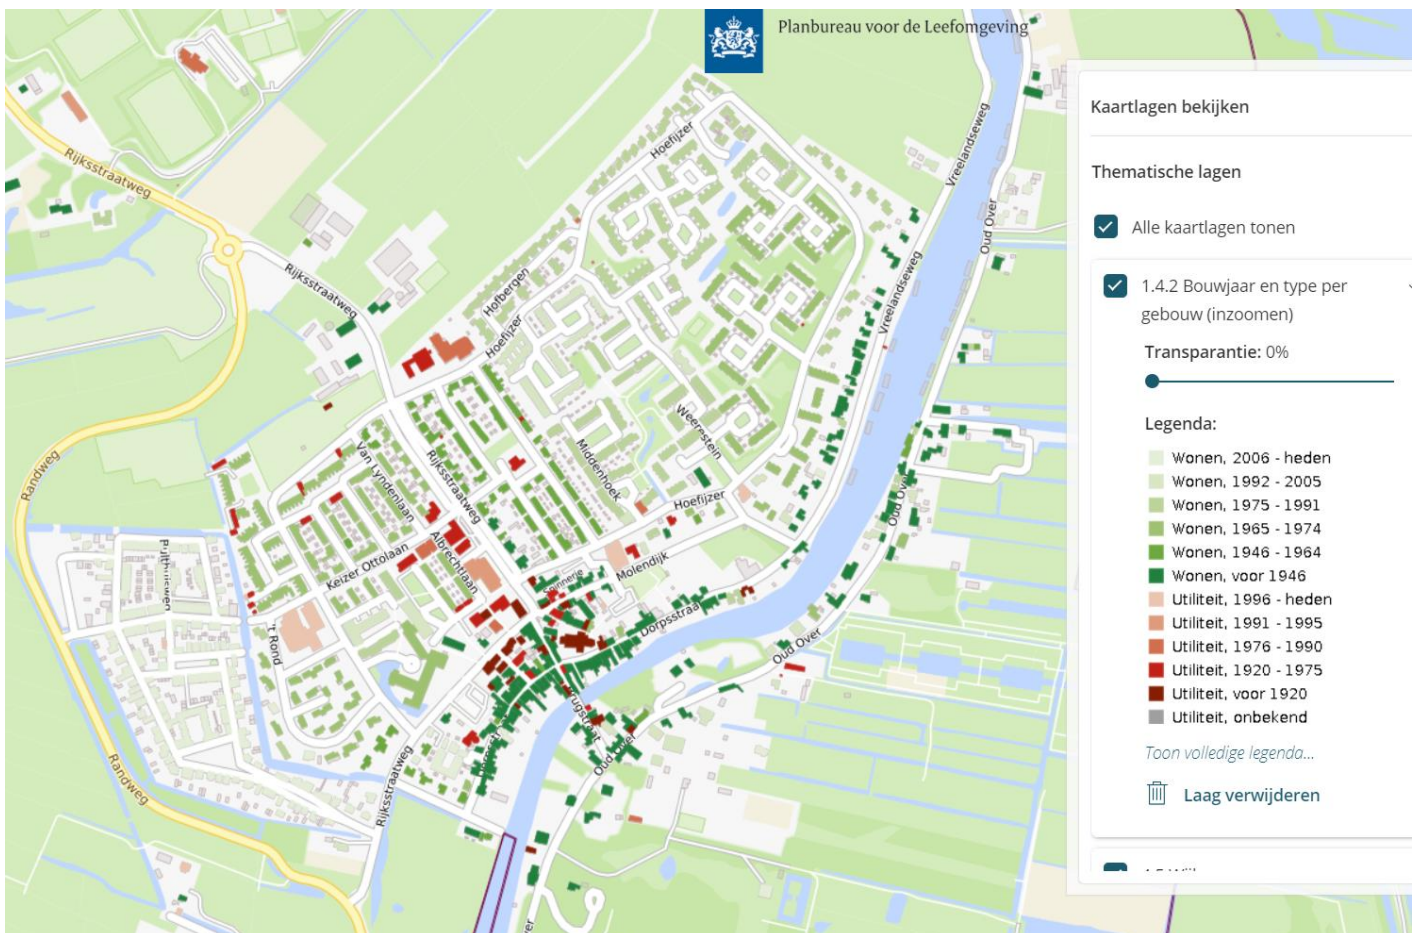 Planbureau voor de Leefomgeving
Kaartlagen bekijken
Thematische lagen
Alle kaartlagen tonen
1.4.2 Bouwjaar en type per
gebouw (inzoomen)
Transparantie: 0%
Legenda:
Wonen, 2006 - heden
Wonen, 1992 - 2005
Wonen, 1975 - 1991
Wonen, 1965 - 1974
Wonen, 1946 - 1964
Wonen, voor 1946
Utiliteit, 1996 - heden
Utiliteit, 1991 - 1995
Utiliteit, 1976 - 1990
Utiliteit, 1920 - 1975
Utiliteit, voor 1920
Utiliteit, onbekend
Toon volledige legenda...
Laag verwijderen
Rijksstraatweg
Hoefijzer
Vreelandseweg
Oud Over
Rijksstraatweg
Hofbergen
Hoefijzer
Vreelandseweg
Weerestein
Middenhoek
Van Lyndenlaan
Rijksstraatweg
Randweg
Hoefijzer
Oud Over
Albrechtlaan
Keizer Ottolaan
Molendijk
't Rond
Oud Over
Brugstraat
Oud Over
Rijksstraatweg
Randweg